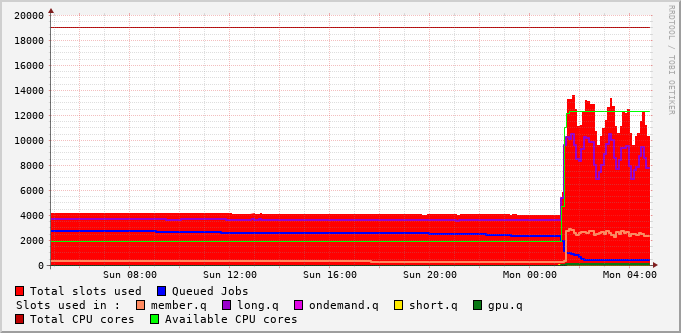 20000
18000
16000
14000
12000
10000
8000
6000
4000
2000
0
Sun 08:00 Sun 12:00 Sun 16:00 Sun 20:00 Mon 00:00 Mon 04:00
Total slots used Queued Jobs
Slots used in : member.q long.q ondemand.q short.q gpu.q
Total CPU cores Available CPU cores
RRDTOOL / TOBI OETIKER